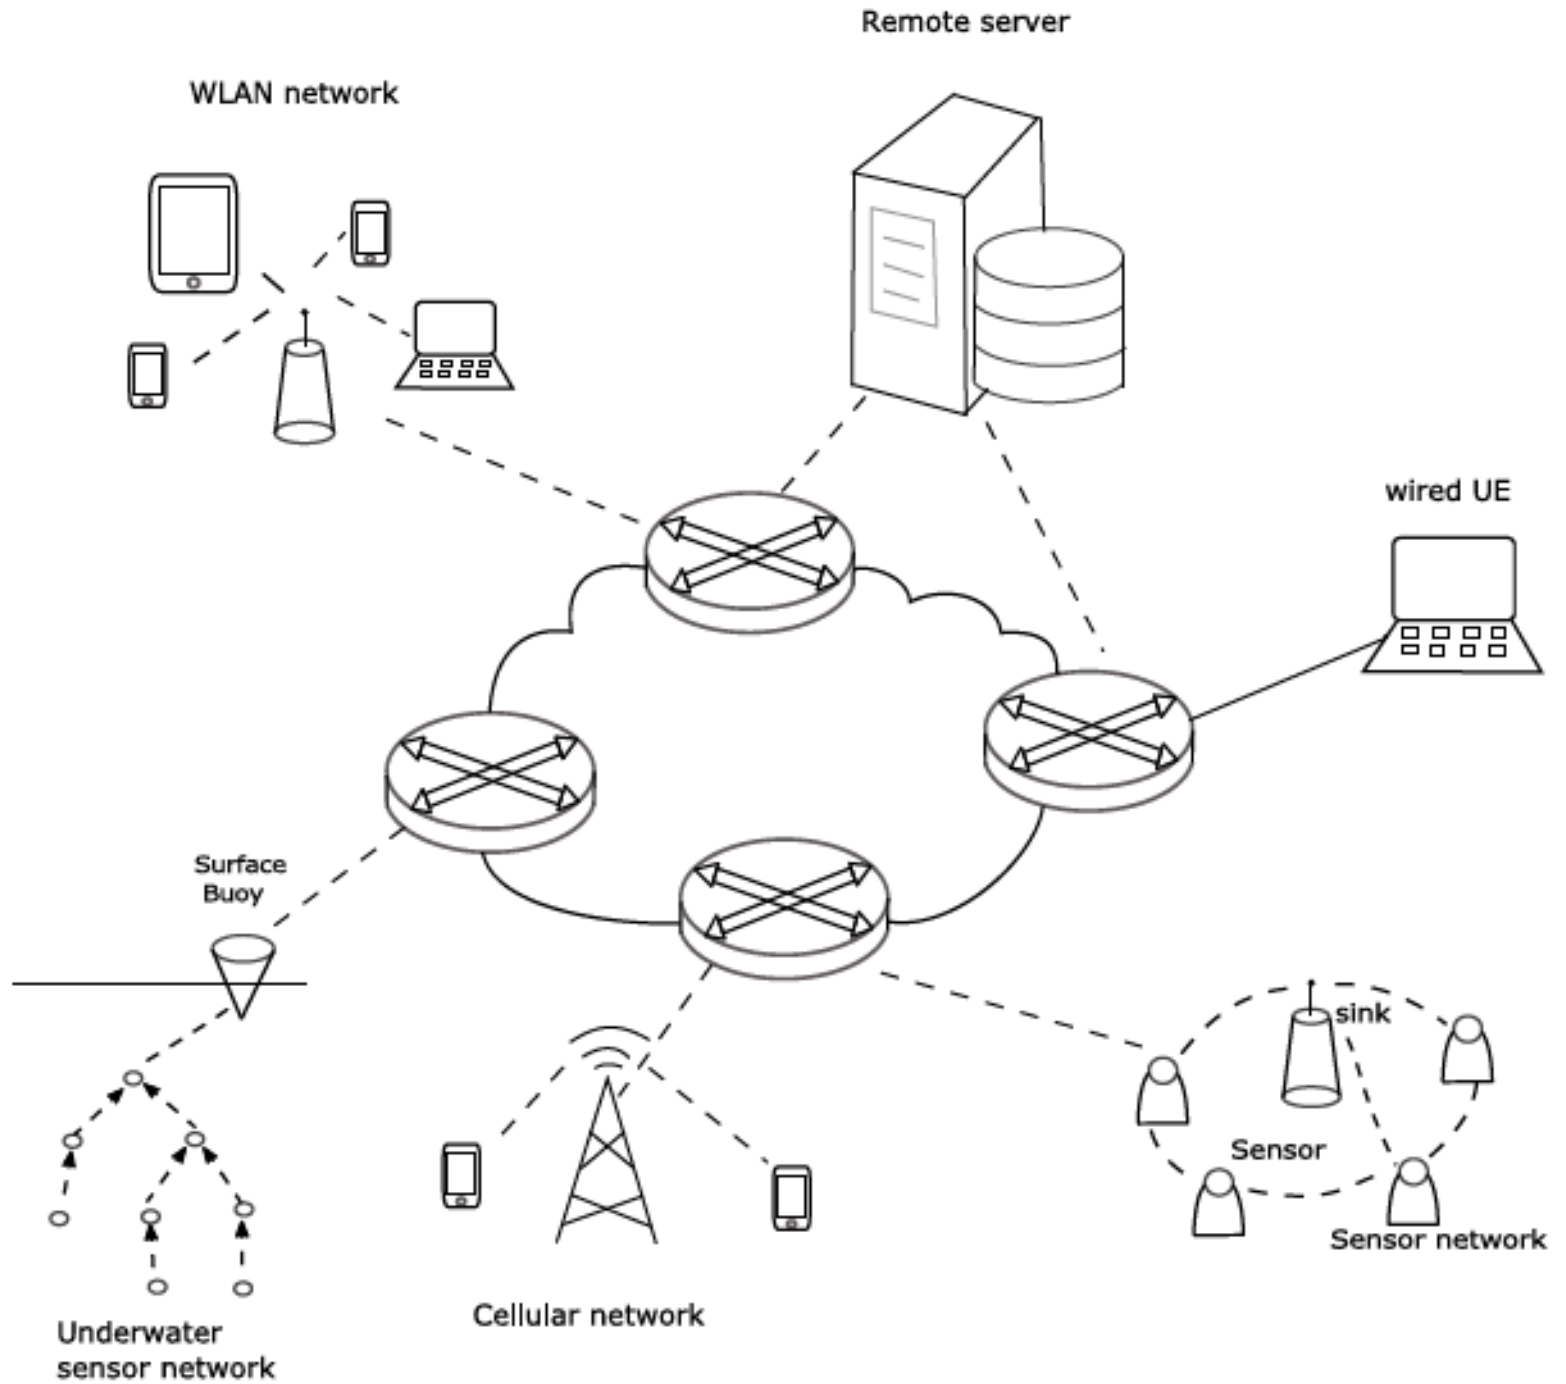 Remote server
WLAN network
wired UE
Surface
Buoy
sink
Sensor
Sensor network
Cellular network
Underwater
sensor network